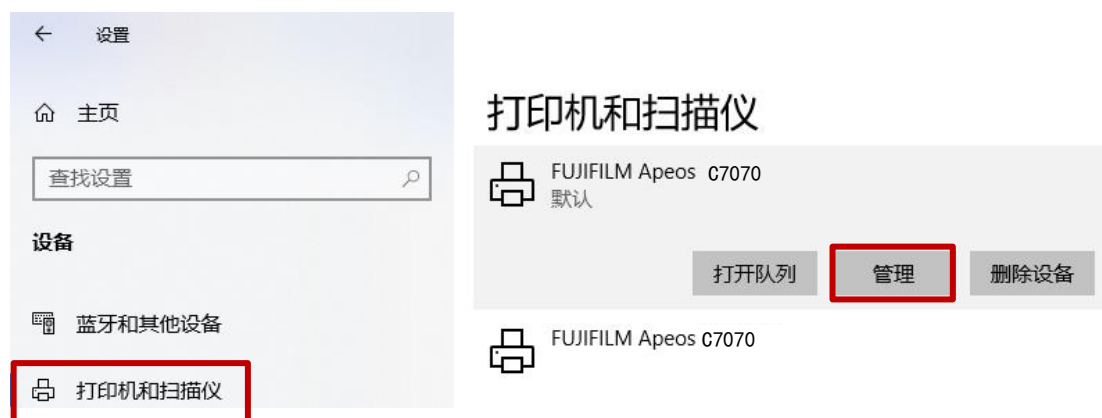 设置
主页
查找设置
设备
蓝牙和其他设备
打印机和扫描仪
打印机和扫描仪
FUJIFILM Apeos C7070
默认
打开队列 管理 删除设备
FUJIFILM Apeos C7070